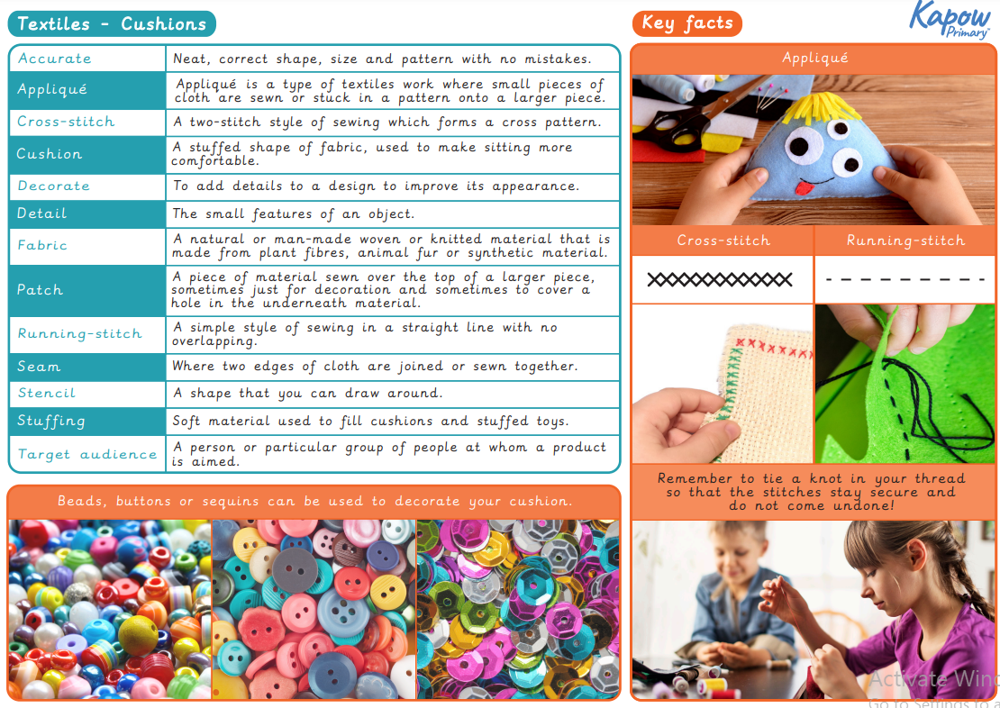 Textiles - Cushions
Accurate
Neat, correct shape, size and pattern with no mistakes.
Appliqué
Appliqué is a type of textiles work where small pieces of
cloth are sewn or stuck in a pattern onto a larger piece.
Cross-stitch
A two-stitch style of sewing which forms a cross pattern.
Cushion
A stuffed shape of fabric, used to make sitting more
comfortable.
Decorate
To add details to a design to improve its appearance.
Detail
The small features of an object.
Fabric
A natural or man-made woven or knitted material that is
made from plant fibres, animal fur or synthetic material.
Patch
A piece of material sewn over the top of a larger piece,
sometimes just for decoration and sometimes to cover a
hole in the underneath material.
Running-stitch
A simple style of sewing in a straight line with no
overlapping.
Seam
Where two edges of cloth are joined or sewn together.
Stencil
A shape that you can draw around.
Stuffing
Soft material used to fill cushions and stuffed toys.
Target audience
A person or particular group of people at whom a product
is aimed.
Beads, buttons or sequins can be used to decorate your cushion.
Key facts
Kapow
Primary™
Appliqué
Cross-stitch
Running-stitch
Remember to tie a knot in your thread
so that the stitches stay secure and
do not come undone!
Activate Wind
Go to Settings to a